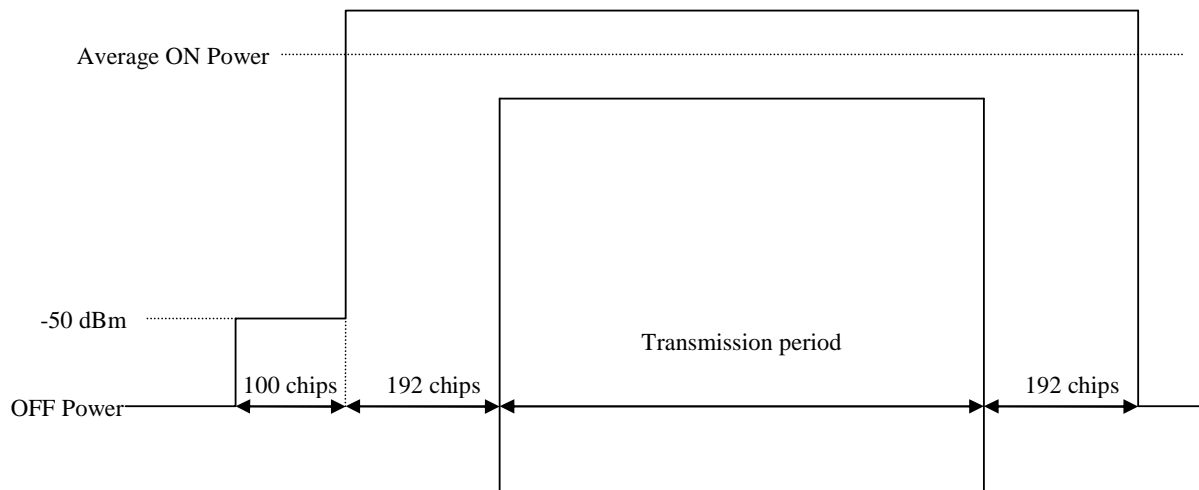 Average ON Power
-50 dBm
Transmission period
100 chips
192 chips
192 chips
OFF Power